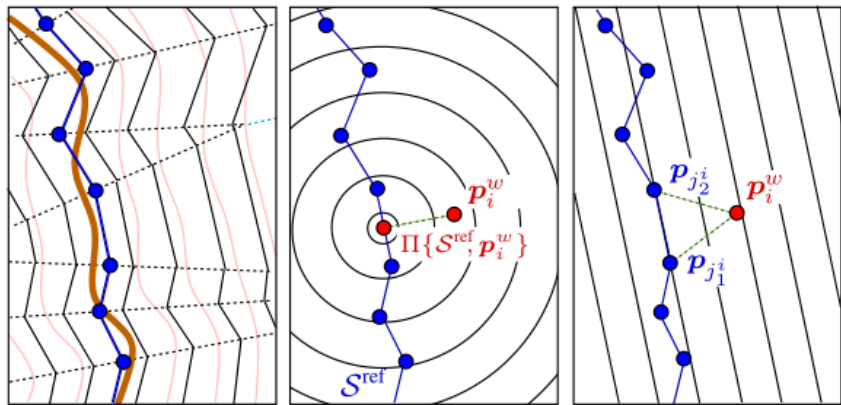 p_i^w
Π{S^ref, p_i^w}
S^ref
p_{j_2^i}
p_i^w
p_{j_1^i}